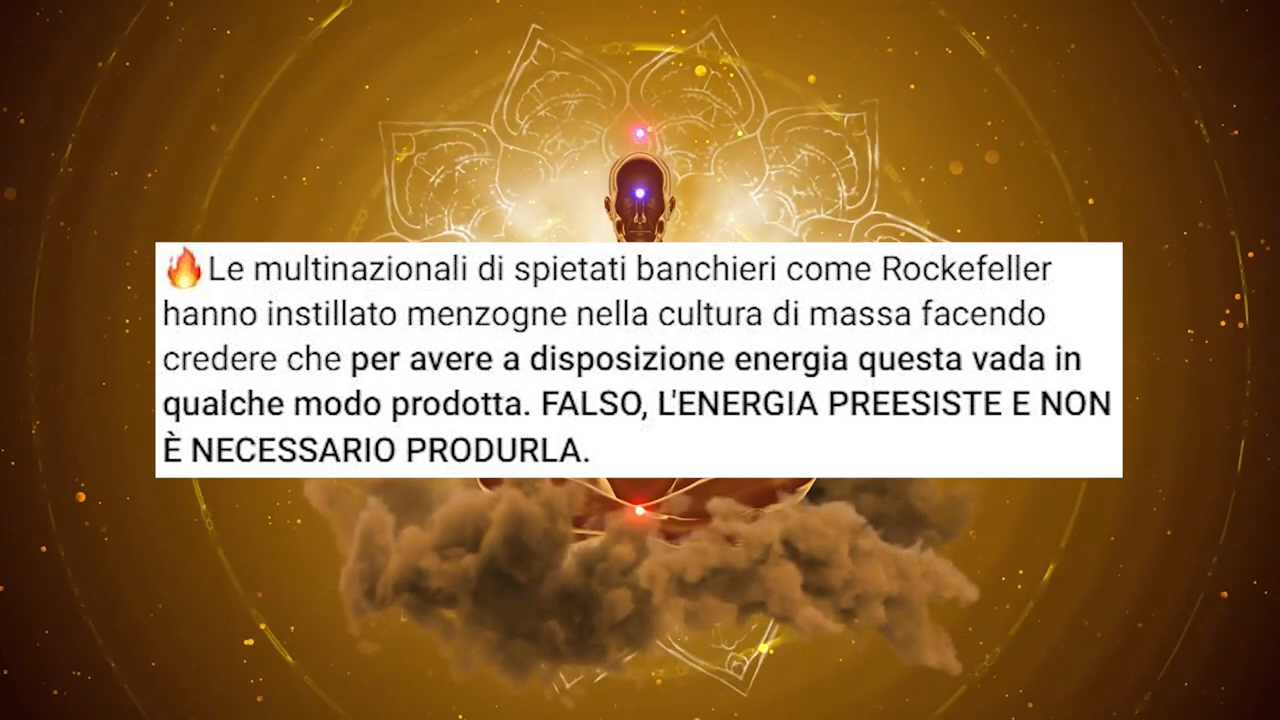 🔥Le multinazionali di spietati banchieri come Rockefeller
hanno instillato menzogne nella cultura di massa facendo
credere che per avere a disposizione energia questa vada in
qualche modo prodotta. FALSO, L'ENERGIA PREESISTE E NON
È NECESSARIO PRODURLA.